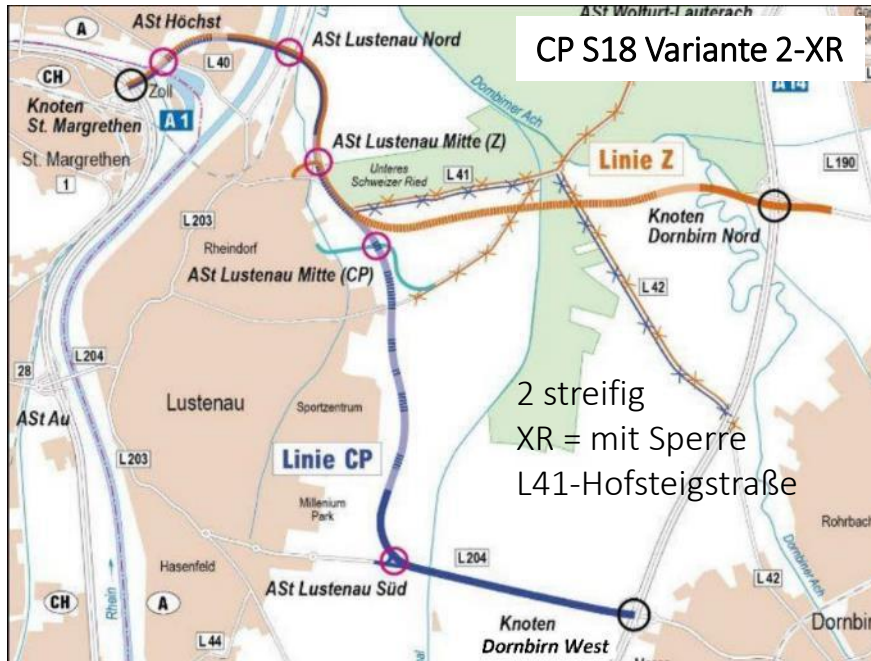 ASt Wolfurt-Lauterach
A
ASt Höchst
ASt Lustenau Nord
CP S18 Variante 2-XR
L 40
CH
Zoll
Knoten
St. Margrethen
A 1
Dornbirner Ach
A 14
St. Margrethen
ASt Lustenau Mitte (Z)
Unteres
Schweizer Ried
L 41
Linie Z
L 190
1
L 203
Knoten
Dornbirn Nord
Rheindorf
ASt Lustenau Mitte (CP)
L 42
L 204
28
ASt Au
Lustenau
Sportzentrum
2 streifig
XR = mit Sperre
L41-Hofsteigstraße
L 203
Linie CP
Millenium
Park
Rohrbach
Hasenfeld
L 204
Rhein →
Dornbirner Ach
ASt Lustenau Süd
L 42
CH
A
Knoten
Dornbirn West
Dornbirn
L 44